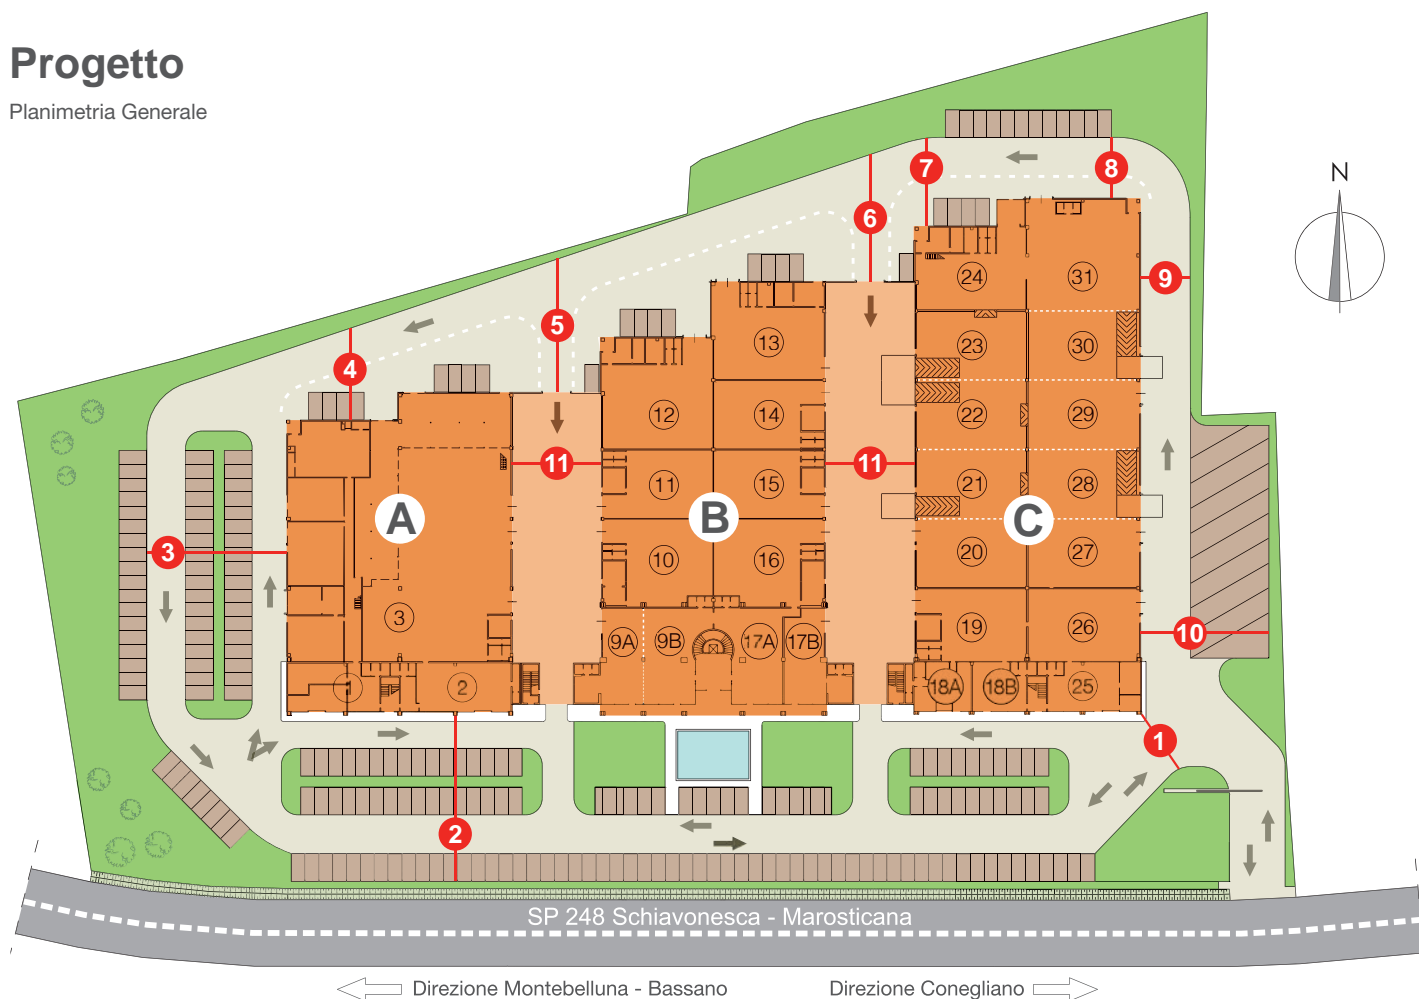 Progetto
Planimetria Generale
N
7
8
6
9
24
31
5
13
23
30
4
12
14
22
29
11
11
11
15
21
28
A
B
C
3
10
16
20
27
3
9A
9B
17A
17B
19
26
10
1
2
18A
18B
25
1
2
SP 248 Schiavonesca - Marosticana
Direzione Montebelluna - Bassano
Direzione Conegliano